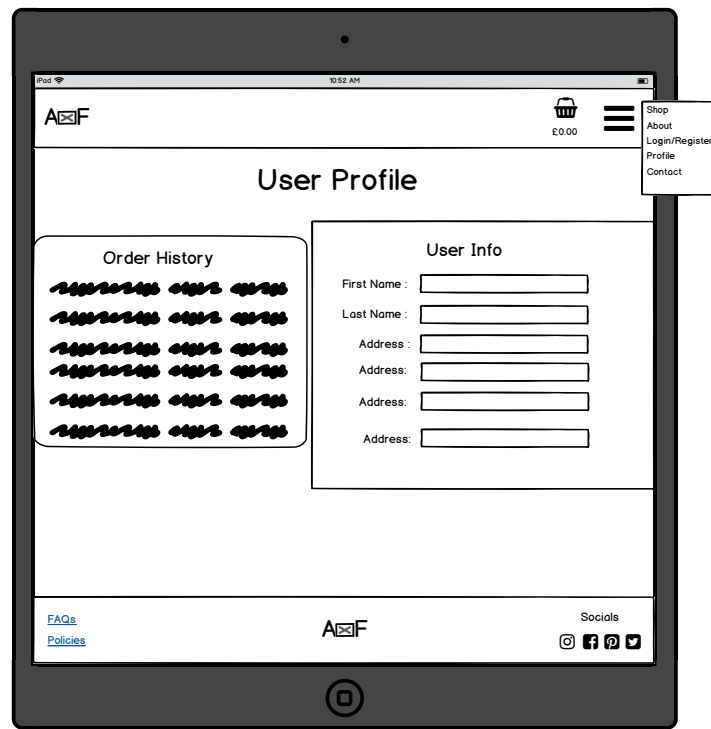 iPad
10:52 AM
A F
£0.00
Shop
About
Login/Register
Profile
Contact
User Profile
Order History
User Info
First Name :
Last Name :
Address :
Address:
Address:
Address:
FAQs
Policies
A F
Socials